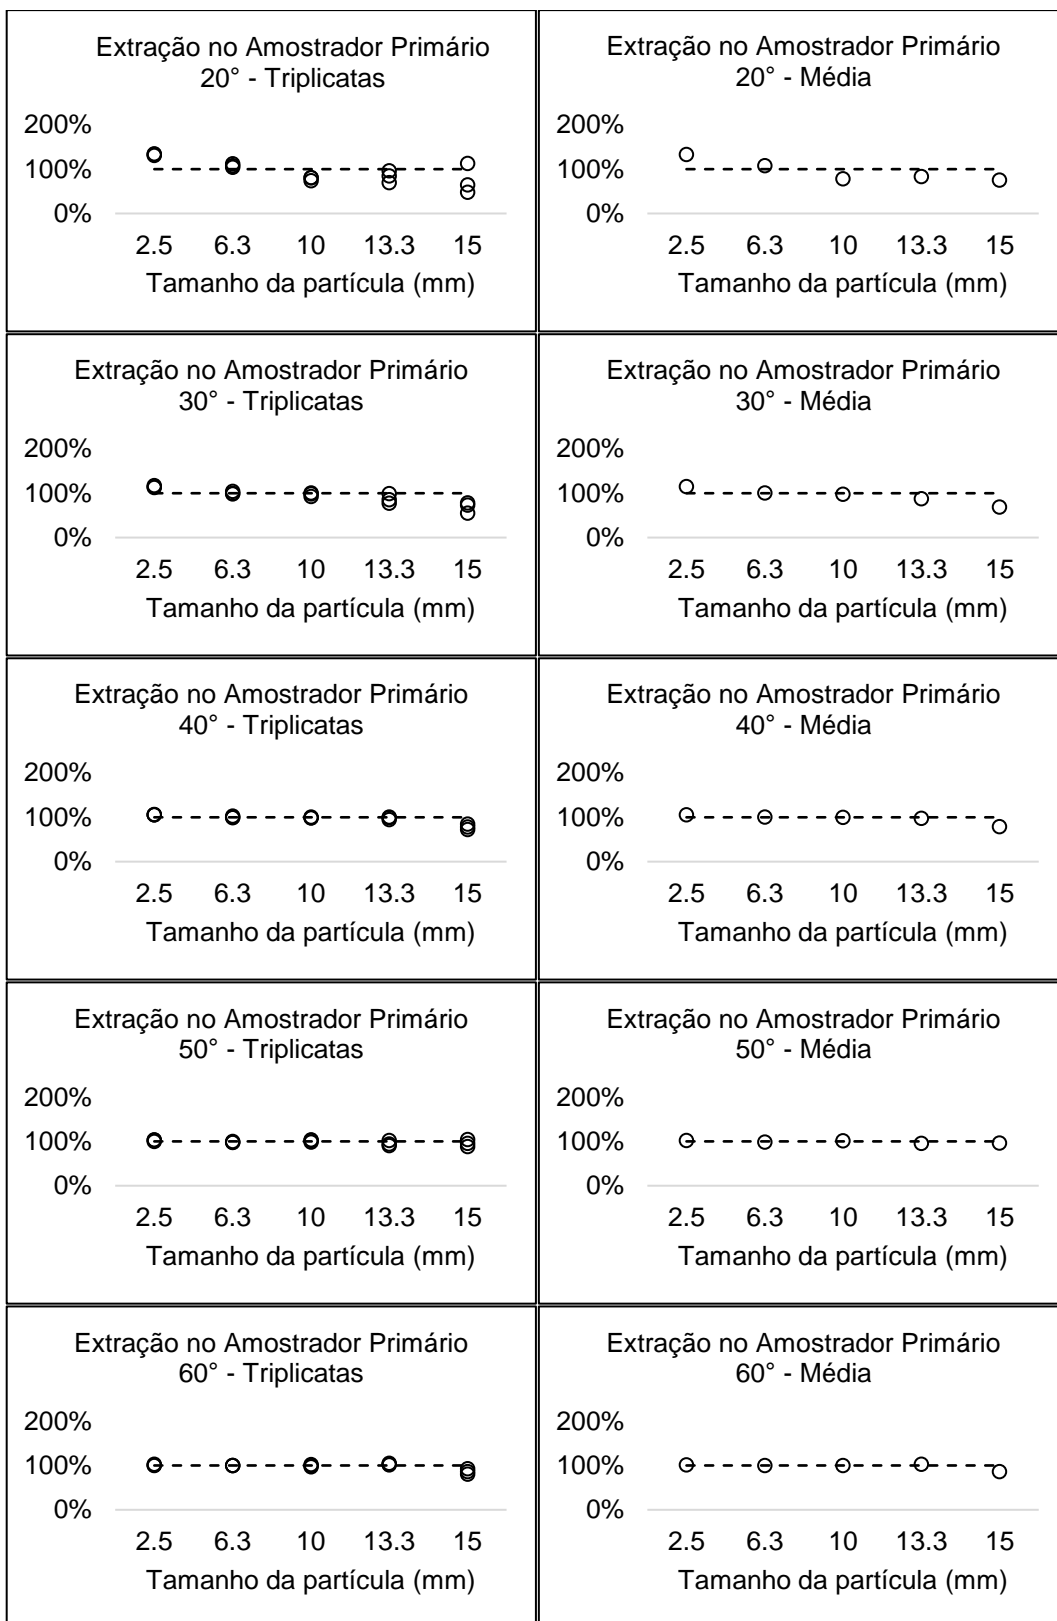 Extração no Amostrador Primário
20° - Triplicatas
200%
100%
0%
2.5 6.3 10 13.3 15
Tamanho da partícula (mm)
Extração no Amostrador Primário
20° - Média
200%
100%
0%
2.5 6.3 10 13.3 15
Tamanho da partícula (mm)
Extração no Amostrador Primário
30° - Triplicatas
200%
100%
0%
2.5 6.3 10 13.3 15
Tamanho da partícula (mm)
Extração no Amostrador Primário
30° - Média
200%
100%
0%
2.5 6.3 10 13.3 15
Tamanho da partícula (mm)
Extração no Amostrador Primário
40° - Triplicatas
200%
100%
0%
2.5 6.3 10 13.3 15
Tamanho da partícula (mm)
Extração no Amostrador Primário
40° - Média
200%
100%
0%
2.5 6.3 10 13.3 15
Tamanho da partícula (mm)
Extração no Amostrador Primário
50° - Triplicatas
200%
100%
0%
2.5 6.3 10 13.3 15
Tamanho da partícula (mm)
Extração no Amostrador Primário
50° - Média
200%
100%
0%
2.5 6.3 10 13.3 15
Tamanho da partícula (mm)
Extração no Amostrador Primário
60° - Triplicatas
200%
100%
0%
2.5 6.3 10 13.3 15
Tamanho da partícula (mm)
Extração no Amostrador Primário
60° - Média
200%
100%
0%
2.5 6.3 10 13.3 15
Tamanho da partícula (mm)